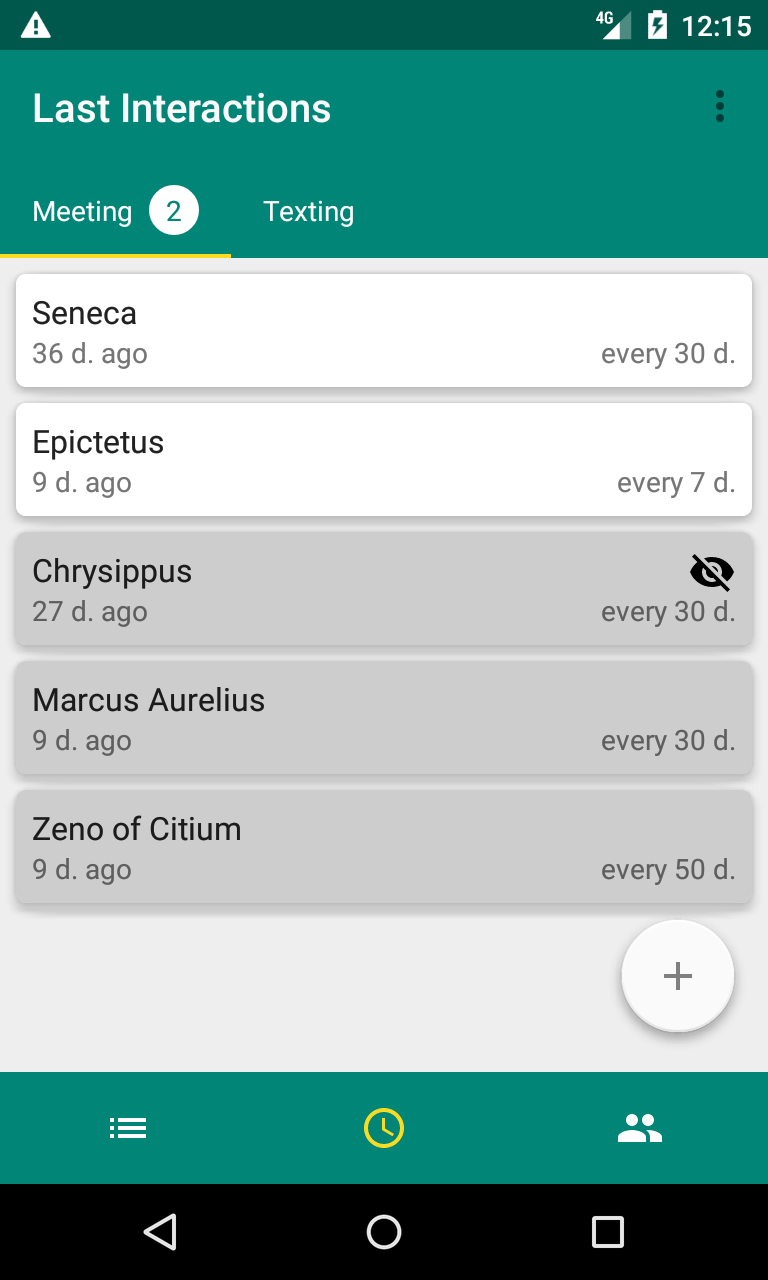 4G 12:15
Last Interactions
Meeting 2 Texting
Seneca
36 d. ago every 30 d.
Epictetus
9 d. ago every 7 d.
Chrysippus
27 d. ago every 30 d.
Marcus Aurelius
9 d. ago every 30 d.
Zeno of Citium
9 d. ago every 50 d.